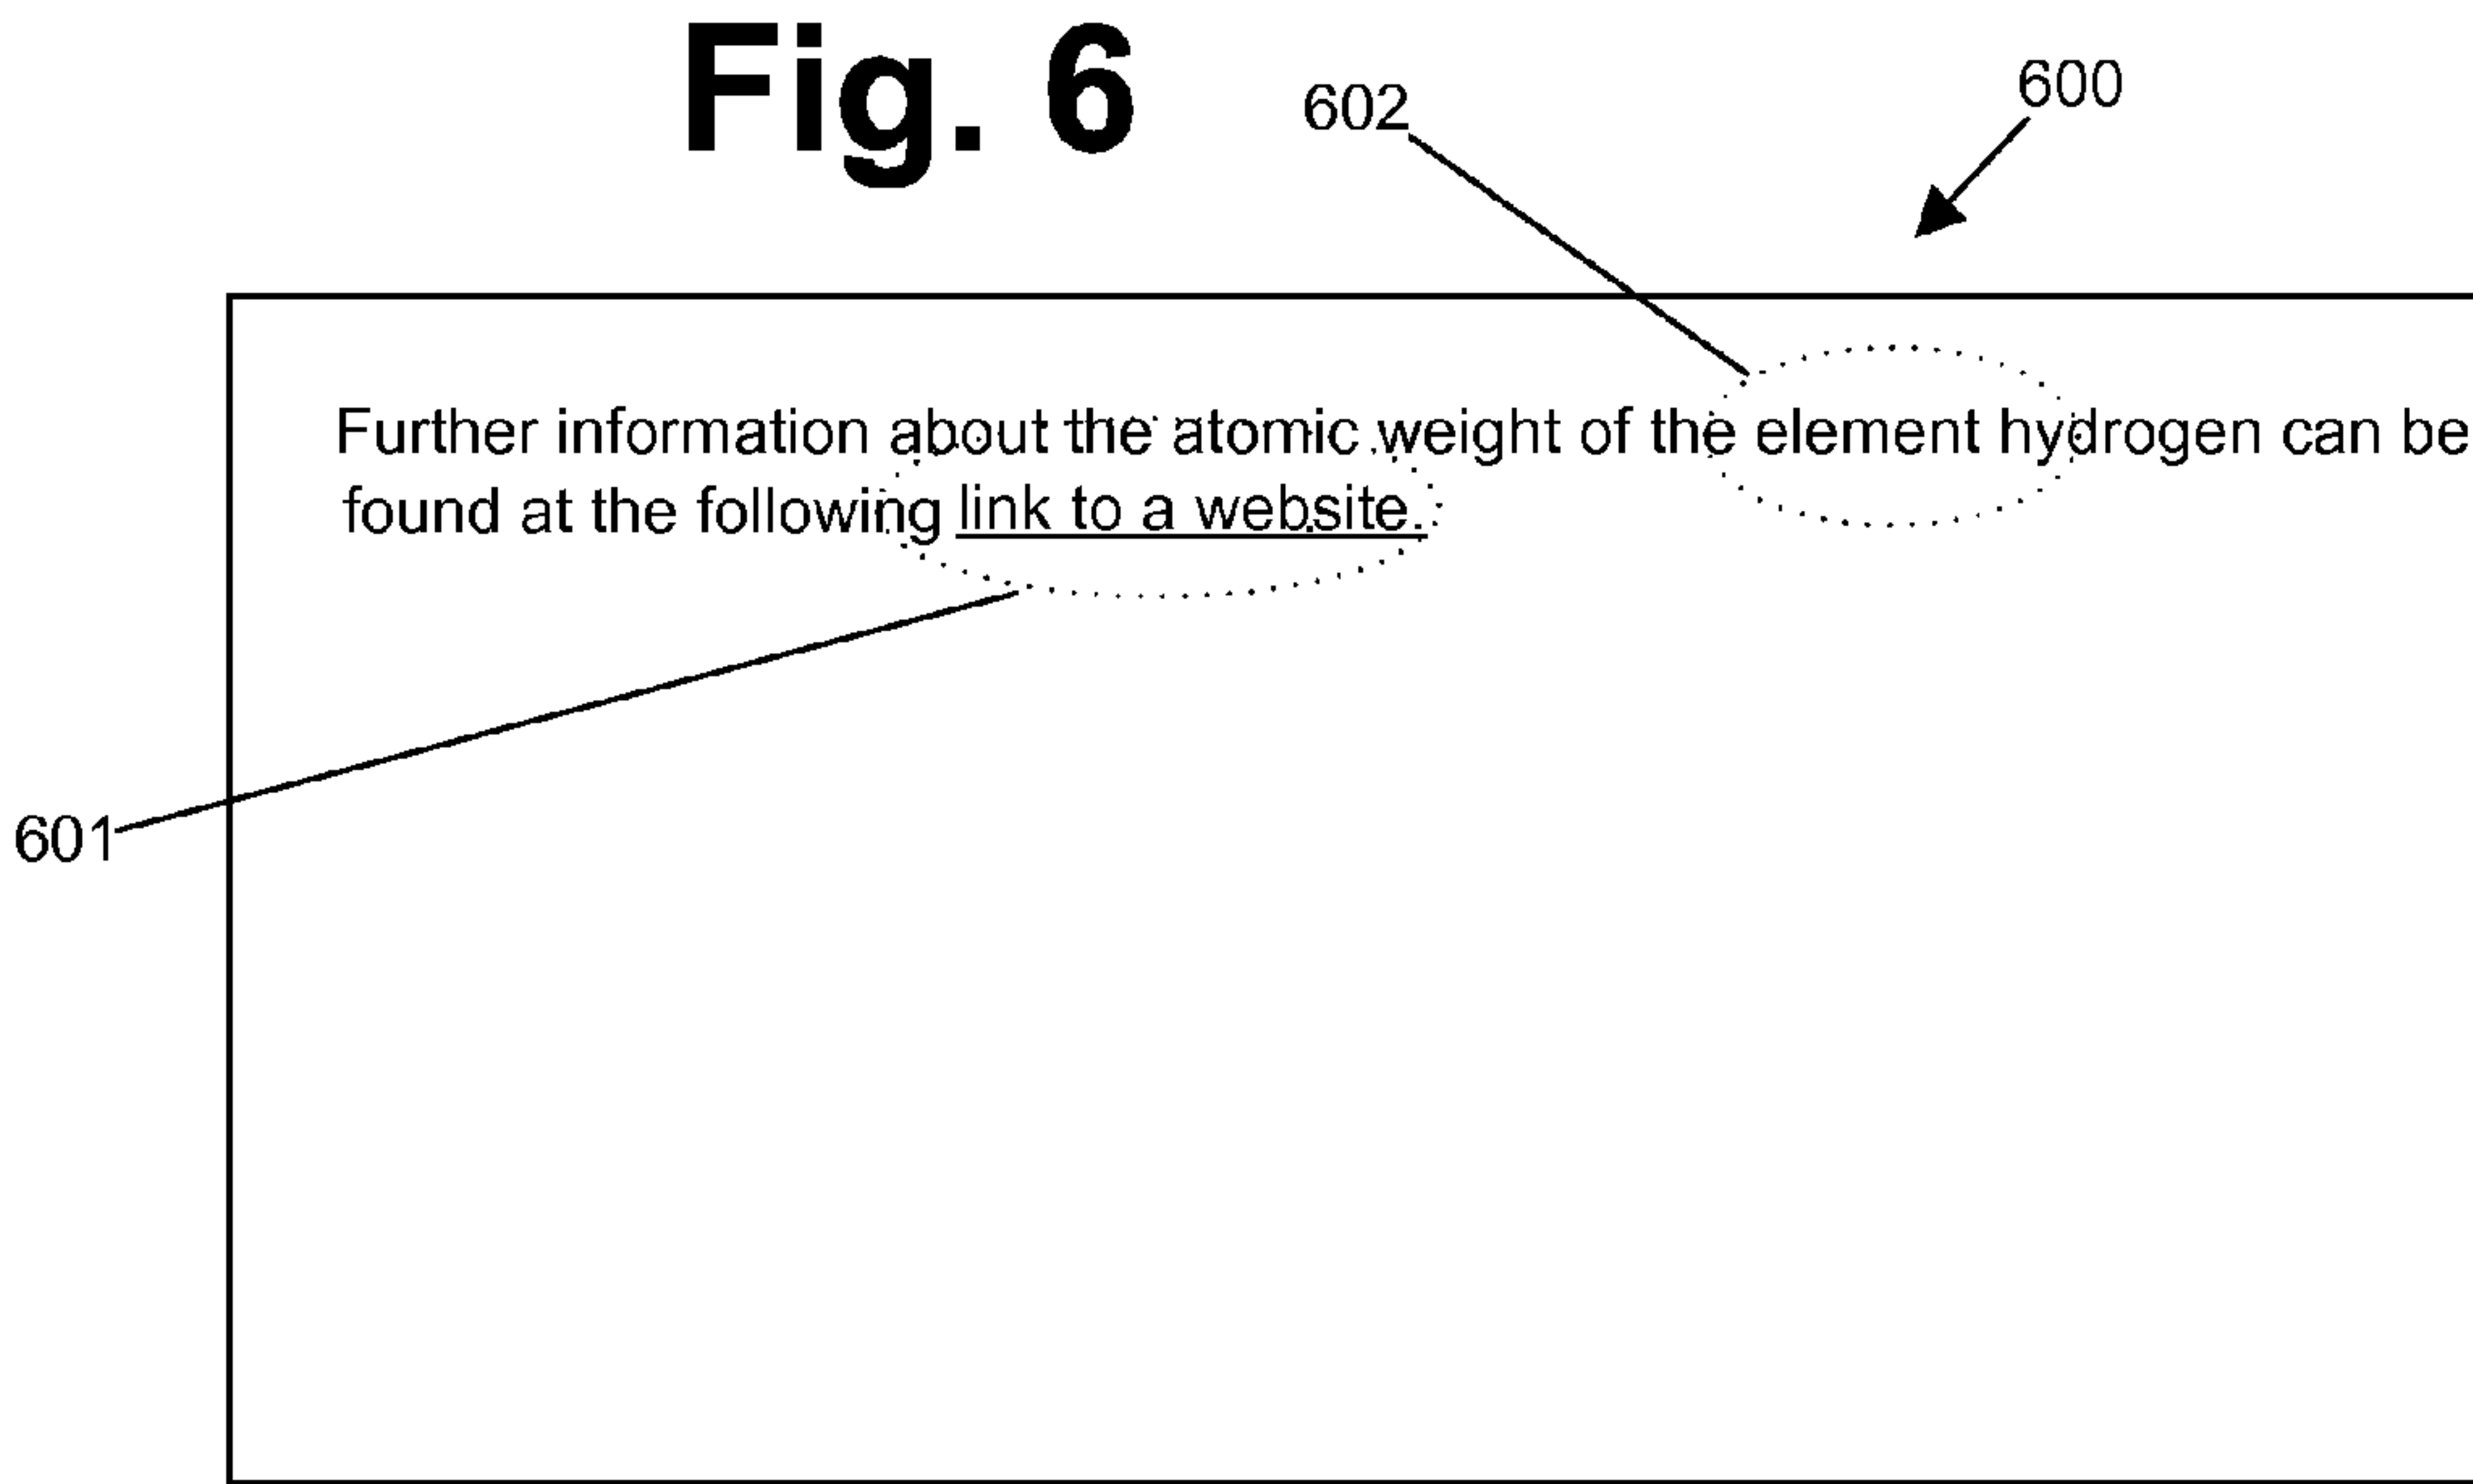 Fig. 6
602
600
Further information about the atomic weight of the element hydrogen can be
found at the following link to a website.
601